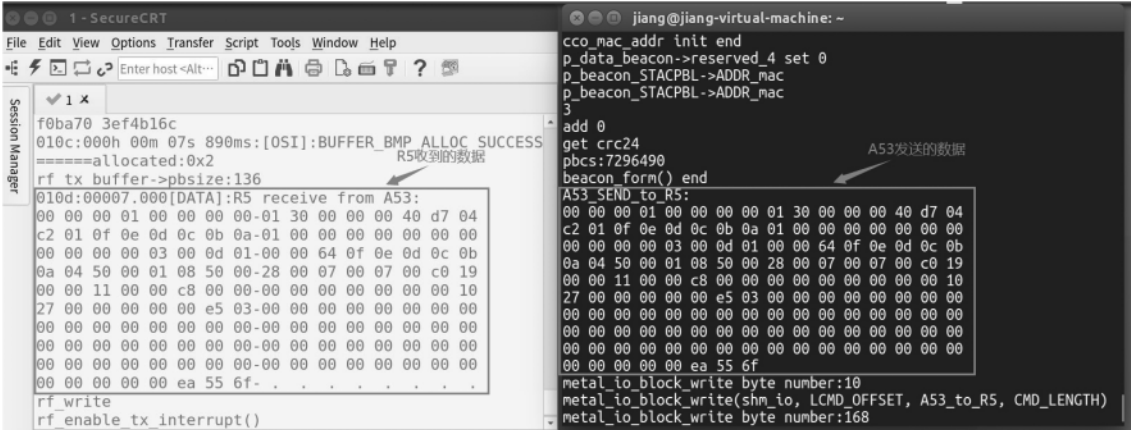 1 - SecureCRT
File Edit View Options Transfer Script Tools Window Help
Enter host <Alt···
Session Manager
1
f0ba70 3ef4b16c
010c:000h 00m 07s 890ms:[OSI]:BUFFER_BMP_ALLOC_SUCCESS
======allocated:0x2
R5收到的数据
rf tx buffer->pbsize:136
010d:00007.000[DATA]:R5 receive from A53:
00 00 00 01 00 00 00 00-01 30 00 00 00 40 d7 04
c2 01 0f 0e 0d 0c 0b 0a-01 00 00 00 00 00 00 00
00 00 00 00 03 00 0d 01-00 00 64 0f 0e 0d 0c 0b
0a 04 50 00 01 08 50 00-28 00 07 00 07 00 c0 19
00 00 11 00 00 c8 00 00-00 00 00 00 00 00 00 10
27 00 00 00 00 00 e5 03-00 00 00 00 00 00 00 00
00 00 00 00 00 00 00 00-00 00 00 00 00 00 00 00
00 00 00 00 00 00 00 00-00 00 00 00 00 00 00 00
00 00 00 00 00 00 00 00-00 00 00 00 00 00 00 00
00 00 00 00 00 ea 55 6f- . . . . . . . .
rf_write
rf_enable_tx_interrupt()
jiang@jiang-virtual-machine: ~
cco_mac_addr init end
p_data_beacon->reserved_4 set 0
p_beacon_STACPBL->ADDR_mac
p_beacon_STACPBL->ADDR_mac
3
add 0
get crc24
A53发送的数据
pbcs:7296490
beacon_form() end
A53_SEND_to_R5:
00 00 00 01 00 00 00 00 01 30 00 00 00 40 d7 04
c2 01 0f 0e 0d 0c 0b 0a 01 00 00 00 00 00 00 00
00 00 00 00 03 00 0d 01 00 00 64 0f 0e 0d 0c 0b
0a 04 50 00 01 08 50 00 28 00 07 00 07 00 c0 19
00 00 11 00 00 c8 00 00 00 00 00 00 00 00 00 10
27 00 00 00 00 00 e5 03 00 00 00 00 00 00 00 00
00 00 00 00 00 00 00 00 00 00 00 00 00 00 00 00
00 00 00 00 00 00 00 00 00 00 00 00 00 00 00 00
00 00 00 00 00 00 00 00 00 00 00 00 00 00 00 00
00 00 00 00 00 ea 55 6f
metal_io_block_write byte number:10
metal_io_block_write(shm_io, LCMD_OFFSET, A53_to_R5, CMD_LENGTH)
metal_io_block_write byte number:168